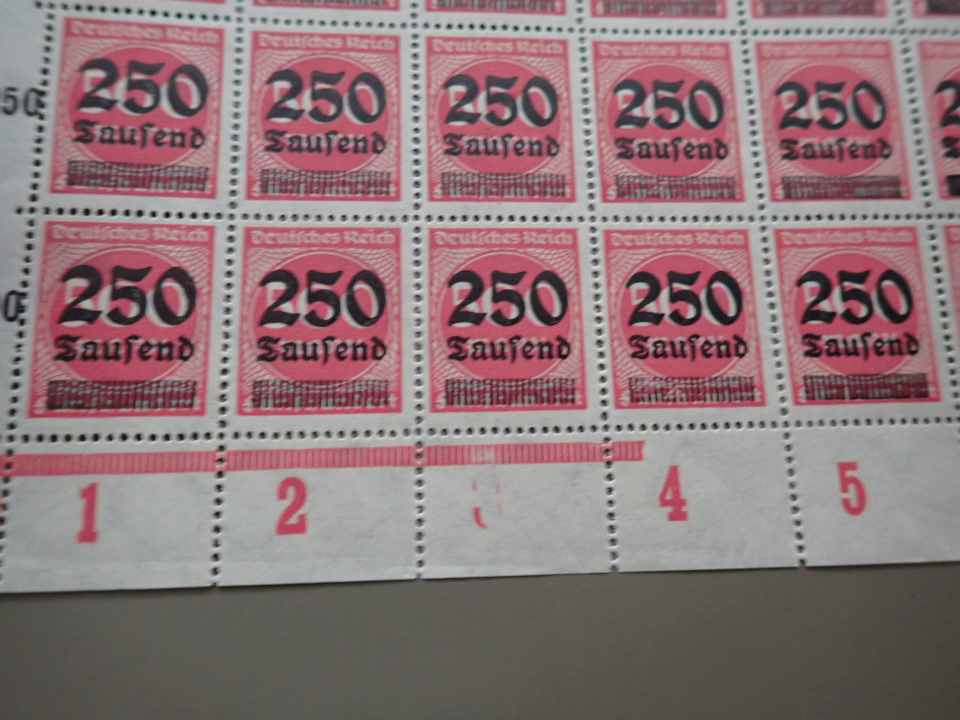 Deutsches Reich Deutsches Reich Deutsches Reich Deutsches Reich Deutsches Reich
250 250 250 250 250
Tausend Tausend Tausend Tausend Tausend
Deutsches Reich Deutsches Reich Deutsches Reich Deutsches Reich Deutsches Reich
250 250 250 250 250
Tausend Tausend Tausend Tausend Tausend
1 2 3 4 5